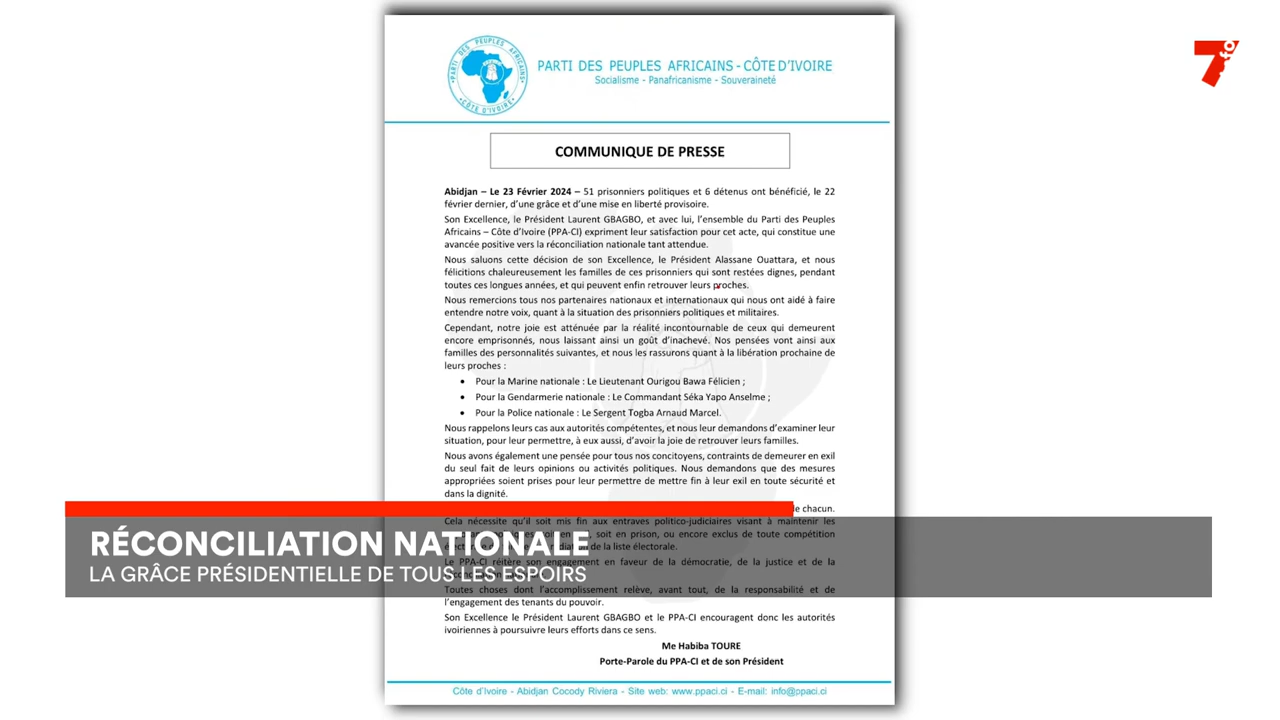 PARTI DES PEUPLES AFRICAINS
CÔTE D'IVOIRE
PARTI DES PEUPLES AFRICAINS - CÔTE D'IVOIRE
Socialisme - Panafricanisme - Souveraineté
7
COMMUNIQUE DE PRESSE
Abidjan – Le 23 Février 2024 – 51 prisonniers politiques et 6 détenus ont bénéficié, le 22
février dernier, d'une grâce et d'une mise en liberté provisoire.
Son Excellence, le Président Laurent GBAGBO, et avec lui, l'ensemble du Parti des Peuples
Africains – Côte d'Ivoire (PPA-CI) expriment leur satisfaction pour cet acte, qui constitue une
avancée positive vers la réconciliation nationale tant attendue.
Nous saluons cette décision de son Excellence, le Président Alassane Ouattara, et nous
félicitions chaleureusement les familles de ces prisonniers qui sont restées dignes, pendant
toutes ces longues années, et qui peuvent enfin retrouver leurs proches.
Nous remercions tous nos partenaires nationaux et internationaux qui nous ont aidé à faire
entendre notre voix, quant à la situation des prisonniers politiques et militaires.
Cependant, notre joie est atténuée par la réalité incontournable de ceux qui demeurent
encore emprisonnés, nous laissant ainsi un goût d'inachevé. Nos pensées vont ainsi aux
familles des personnalités suivantes, et nous les rassurons quant à la libération prochaine de
leurs proches :
• Pour la Marine nationale : Le Lieutenant Ourigou Bawa Félicien ;
• Pour la Gendarmerie nationale : Le Commandant Séka Yapo Anselme ;
• Pour la Police nationale : Le Sergent Togba Arnaud Marcel.
Nous rappelons leurs cas aux autorités compétentes, et nous leur demandons d'examiner leur
situation, pour leur permettre, à eux aussi, d'avoir la joie de retrouver leurs familles.
Nous avons également une pensée pour tous nos concitoyens, contraints de demeurer en exil
du seul fait de leurs opinions ou activités politiques. Nous demandons que des mesures
appropriées soient prises pour leur permettre de mettre fin à leur exil en toute sécurité et
dans la dignité.
chacun.
Cela nécessite qu'il soit mis fin aux entraves politico-judiciaires visant à maintenir les
soit en prison, ou encore exclus de toute compétition
de la liste électorale.
Le PPA-CI réitère son engagement en faveur de la démocratie, de la justice et de la
RÉCONCILIATION NATIONALE
LA GRÂCE PRÉSIDENTIELLE DE TOUS LES ESPOIRS
Toutes choses dont l'accomplissement relève, avant tout, de la responsabilité et de
l'engagement des tenants du pouvoir.
Son Excellence le Président Laurent GBAGBO et le PPA-CI encouragent donc les autorités
ivoiriennes à poursuivre leurs efforts dans ce sens.
Me Habiba TOURE
Porte-Parole du PPA-CI et de son Président
Côte d'Ivoire - Abidjan Cocody Riviera - Site web: www.ppaci.ci - E-mail: info@ppaci.ci